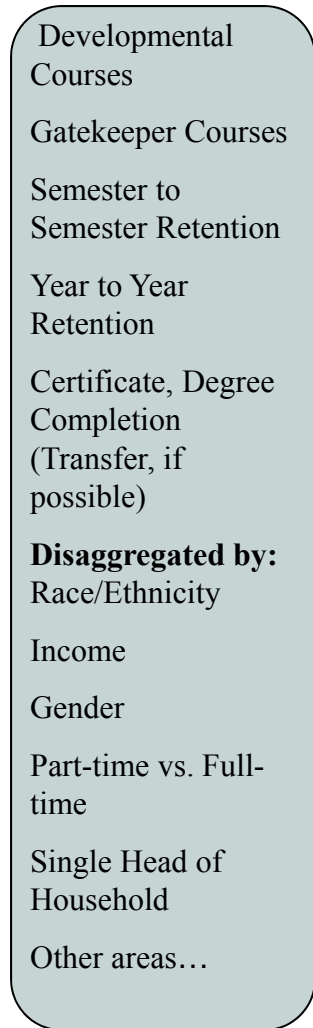 Developmental
Courses
Gatekeeper Courses
Semester to
Semester Retention
Year to Year
Retention
Certificate, Degree
Completion
(Transfer, if
possible)
Disaggregated by:
Race/Ethnicity
Income
Gender
Part-time vs. Full-
time
Single Head of
Household
Other areas…